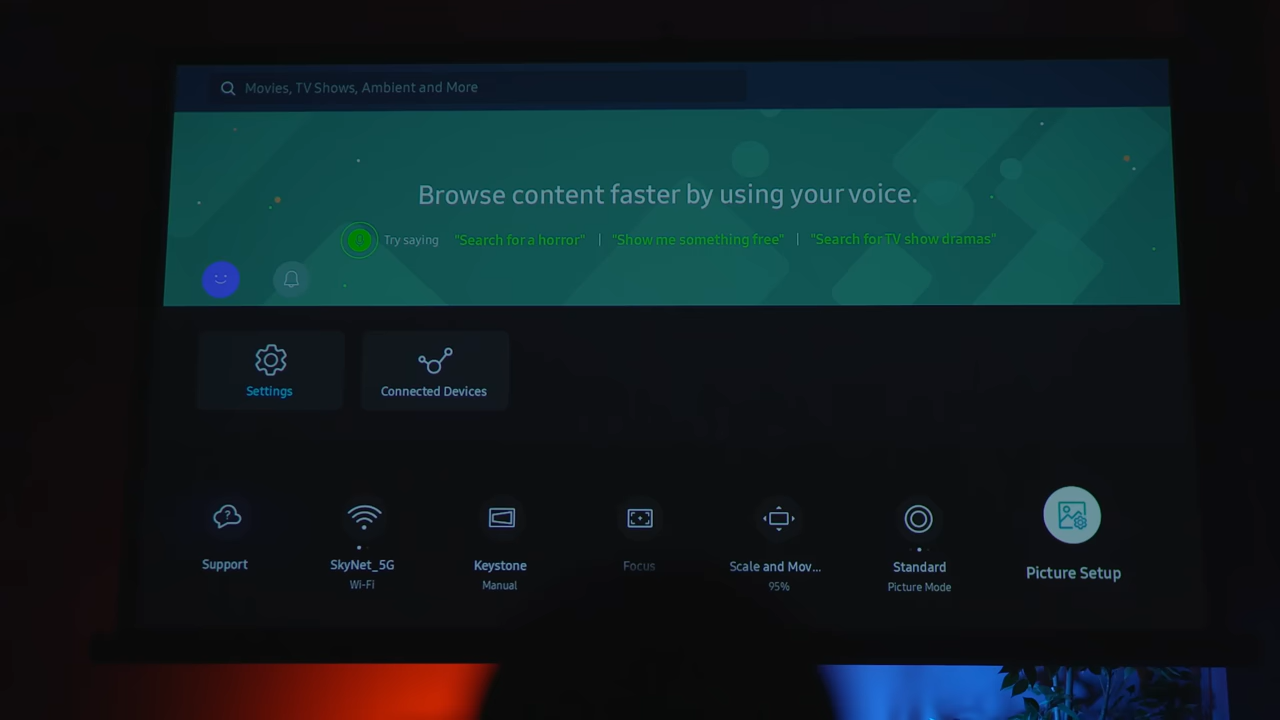 Movies, TV Shows, Ambient and More
Browse content faster by using your voice.
Try saying "Search for a horror" | "Show me something free" | "Search for TV show dramas"
Settings
Connected Devices
Support
SkyNet_5G
Wi-Fi
Keystone
Manual
Focus
Scale and Mov...
95%
Standard
Picture Mode
Picture Setup